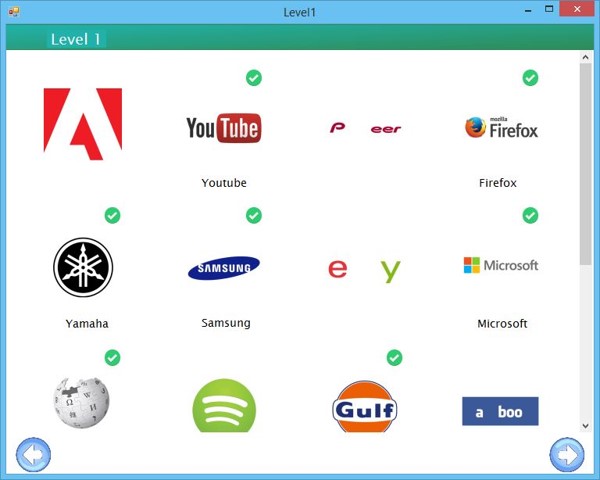 Level1
Level 1
YouTube
P eer
mozilla
Firefox
Youtube
Firefox
SAMSUNG
e y
Microsoft
Yamaha
Samsung
Microsoft
Ω W И
Gulf
a boo